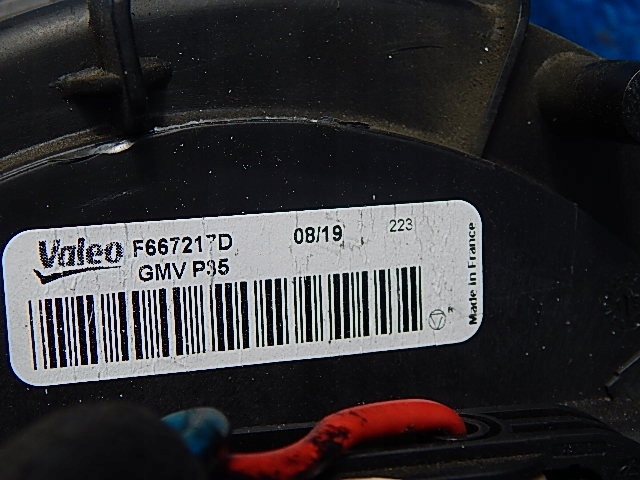 Valeo F667217D 08/19 223
GMV P35
Made in France
R